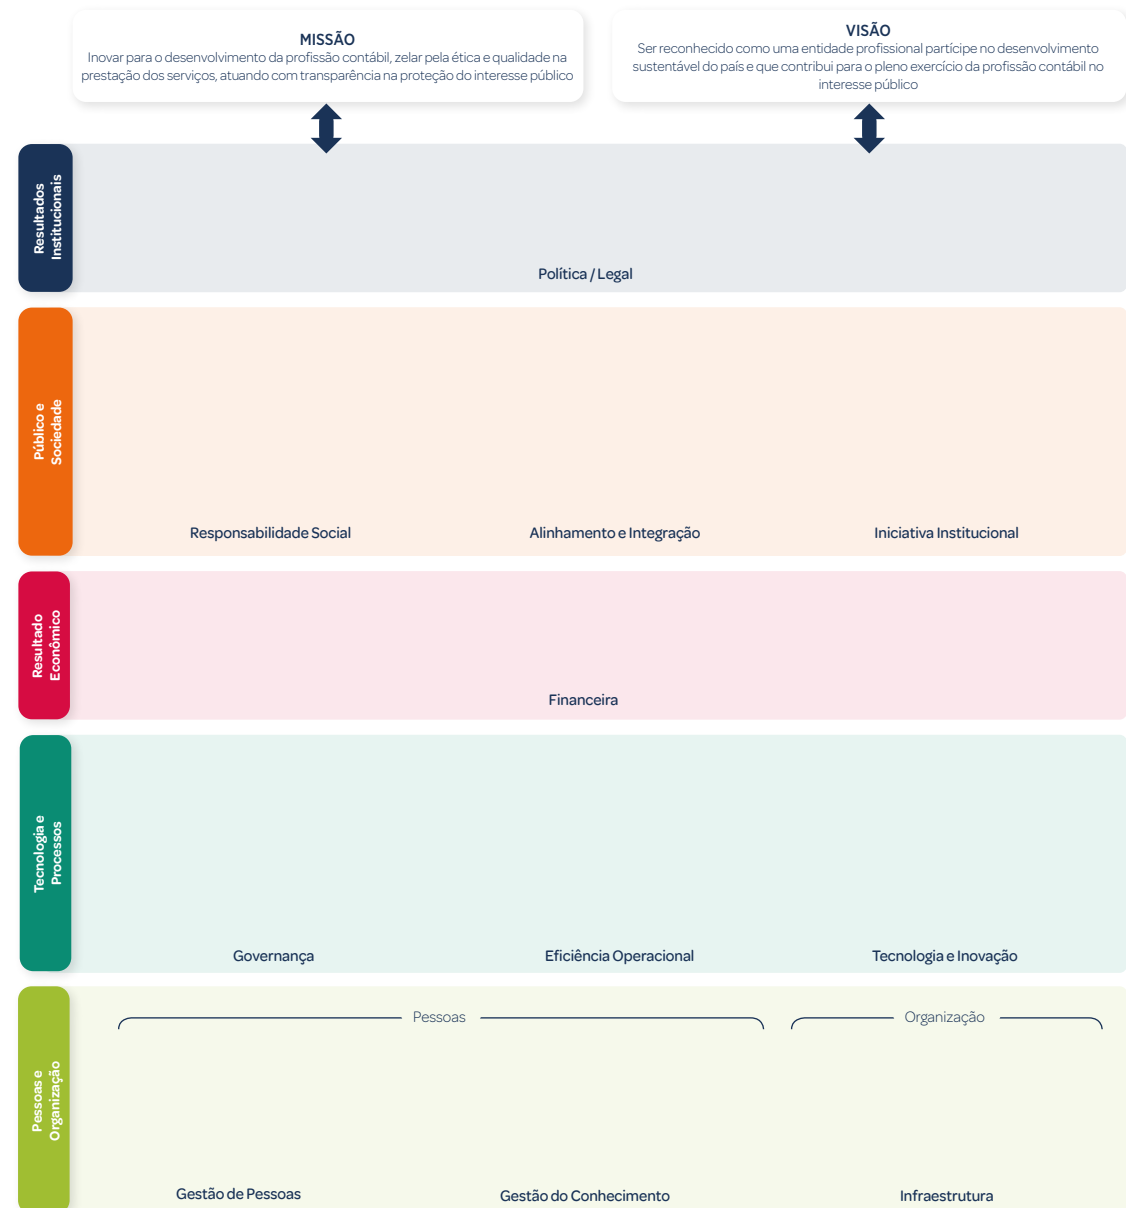 MISSÃO
Inovar para o desenvolvimento da profissão contábil, zelar pela ética e qualidade na
prestação dos serviços, atuando com transparência na proteção do interesse público
VISÃO
Ser reconhecido como uma entidade profissional partícipe no desenvolvimento
sustentável do país e que contribui para o pleno exercício da profissão contábil no
interesse público
Resultados
Institucionais
Política / Legal
Público e
Sociedade
Responsabilidade Social
Alinhamento e Integração
Iniciativa Institucional
Resultado
Econômico
Financeira
Tecnologia e
Processos
Governança
Eficiência Operacional
Tecnologia e Inovação
Pessoas e
Organização
Pessoas
Organização
Gestão de Pessoas
Gestão do Conhecimento
Infraestrutura